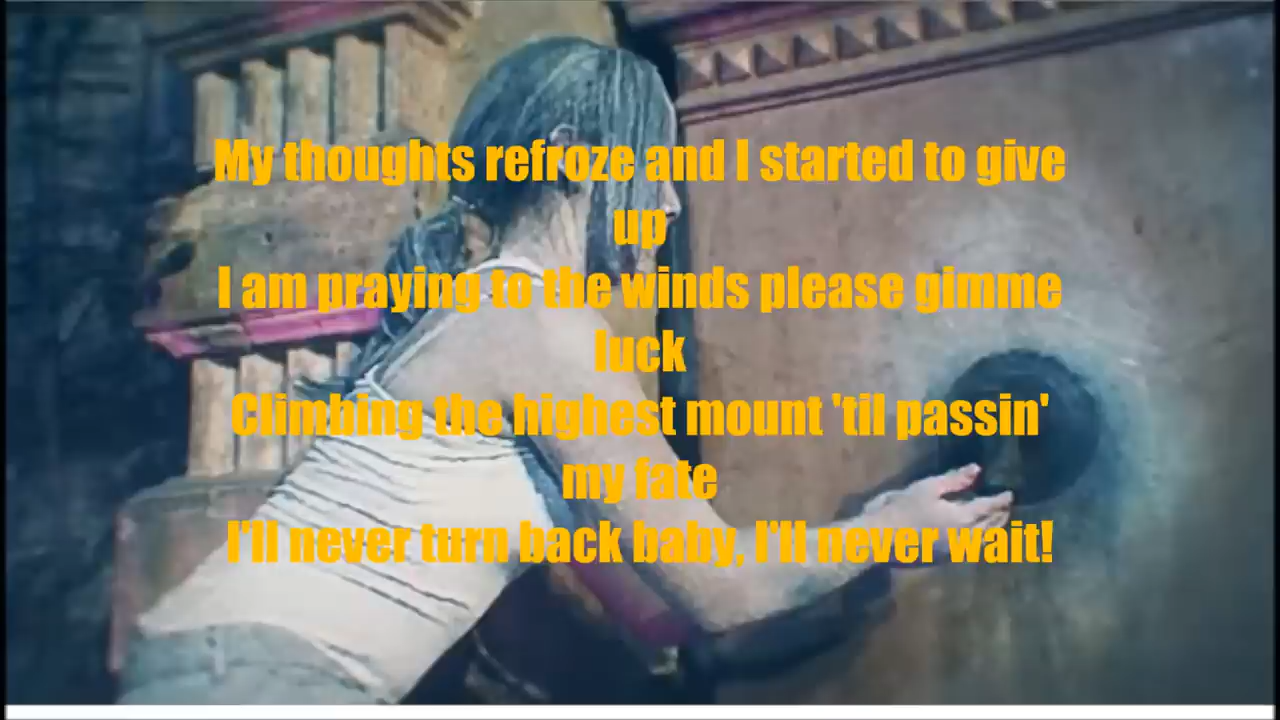 My thoughts refroze and I started to give
up
I am praying to the winds please gimme
luck
Climbing the highest mount 'til passin'
my fate
I'll never turn back baby, I'll never wait!